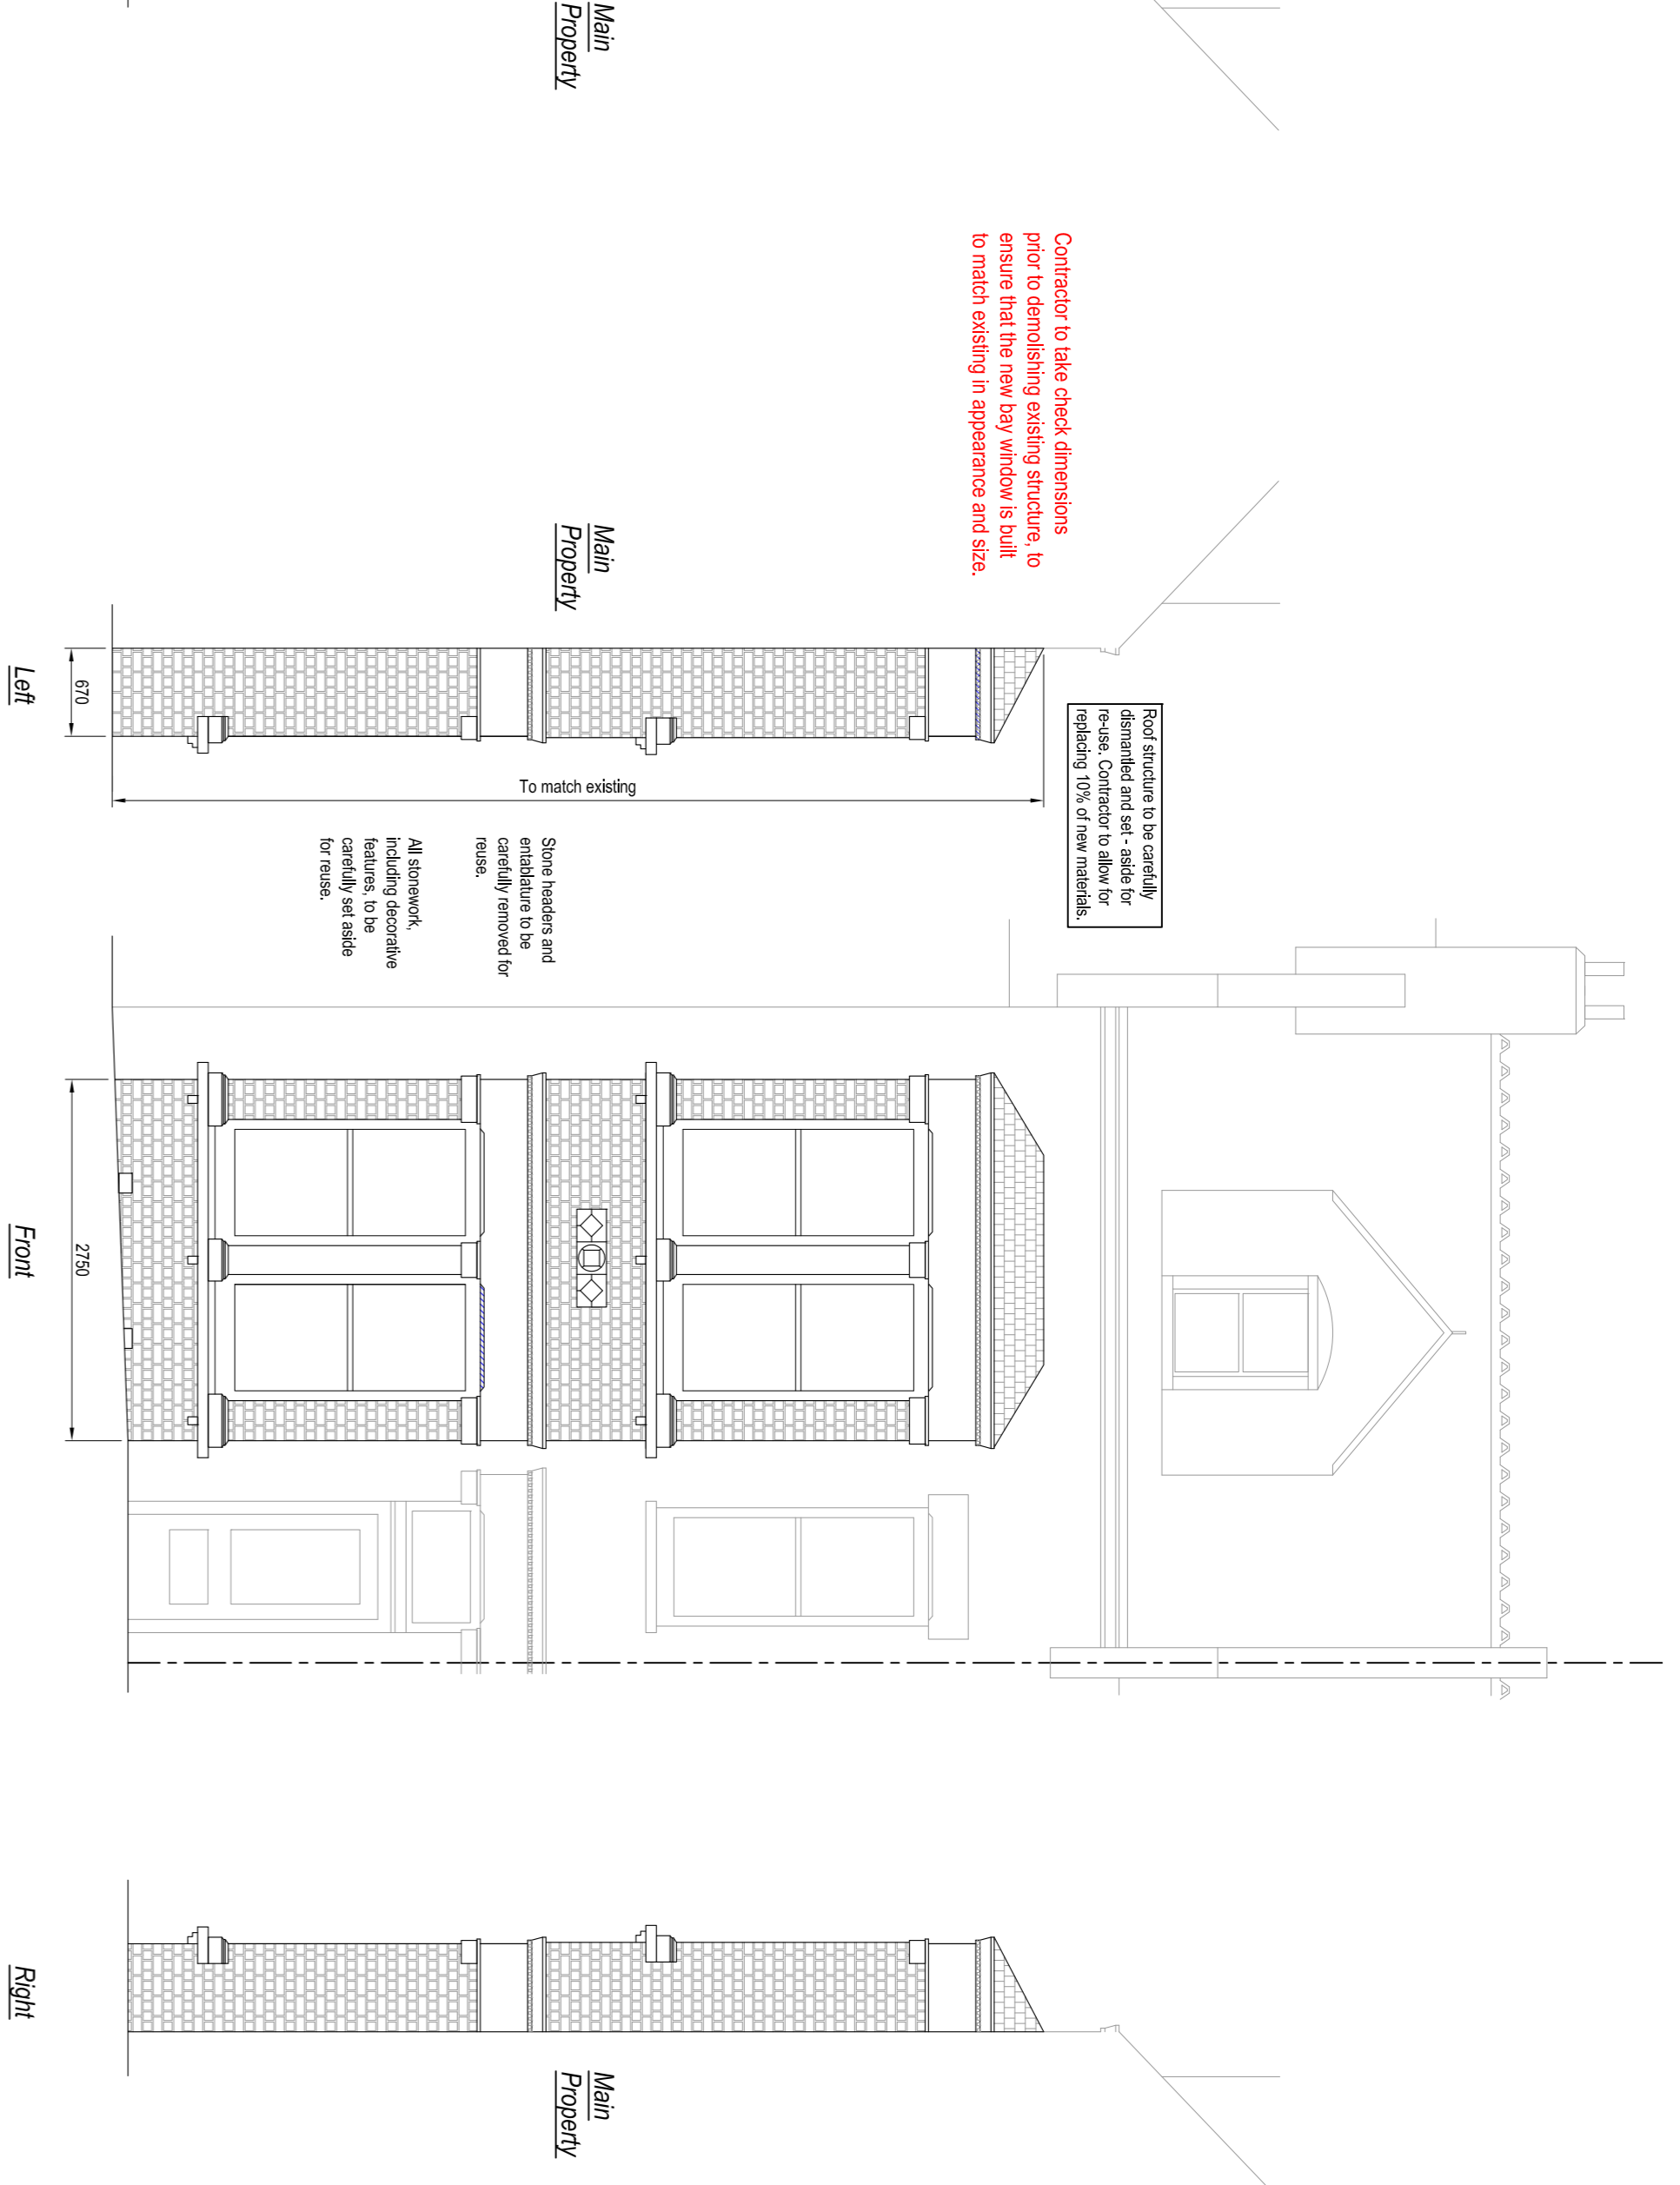 Main
Property
Contractor to take check dimensions
prior to demolishing existing structure, to
ensure that the new bay window is built
to match existing in appearance and size.
Main
Property
Roof structure to be carefully
dismantled and set - aside for
re-use. Contractor to allow for
replacing 10% of new materials.
To match existing
Stone headers and
entablature to be
carefully removed for
reuse.
All stonework,
including decorative
features, to be
carefully set aside
for reuse.
670
Left
2750
Front
Main
Property
Right